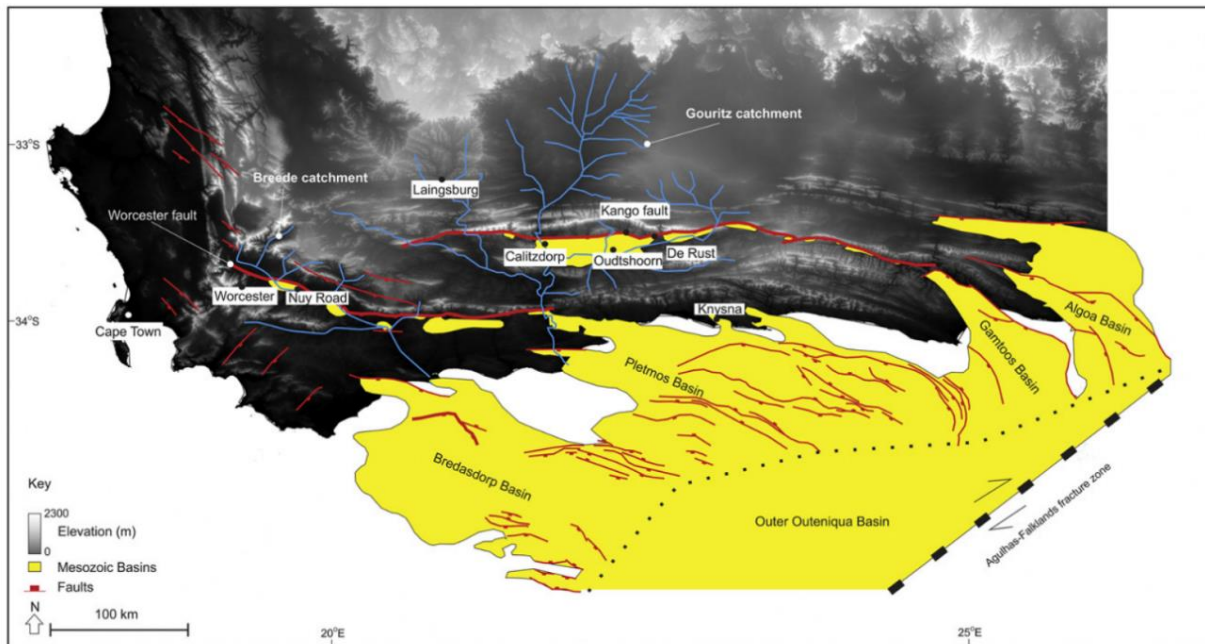 33°S
Gouritz catchment
Breede catchment
Laingsburg
Worcester fault
Kango fault
Calitzdorp
Oudtshoorn
De Rust
Worcester
Nuy Road
34°S
Cape Town
Knysna
Algoa Basin
Gamtoos Basin
Pletmos Basin
Bredasdorp Basin
Outer Outeniqua Basin
Agulhas-Falklands fracture zone
Key
2300
Elevation (m)
0
Mesozoic Basins
Faults
N
100 km
20°E
25°E